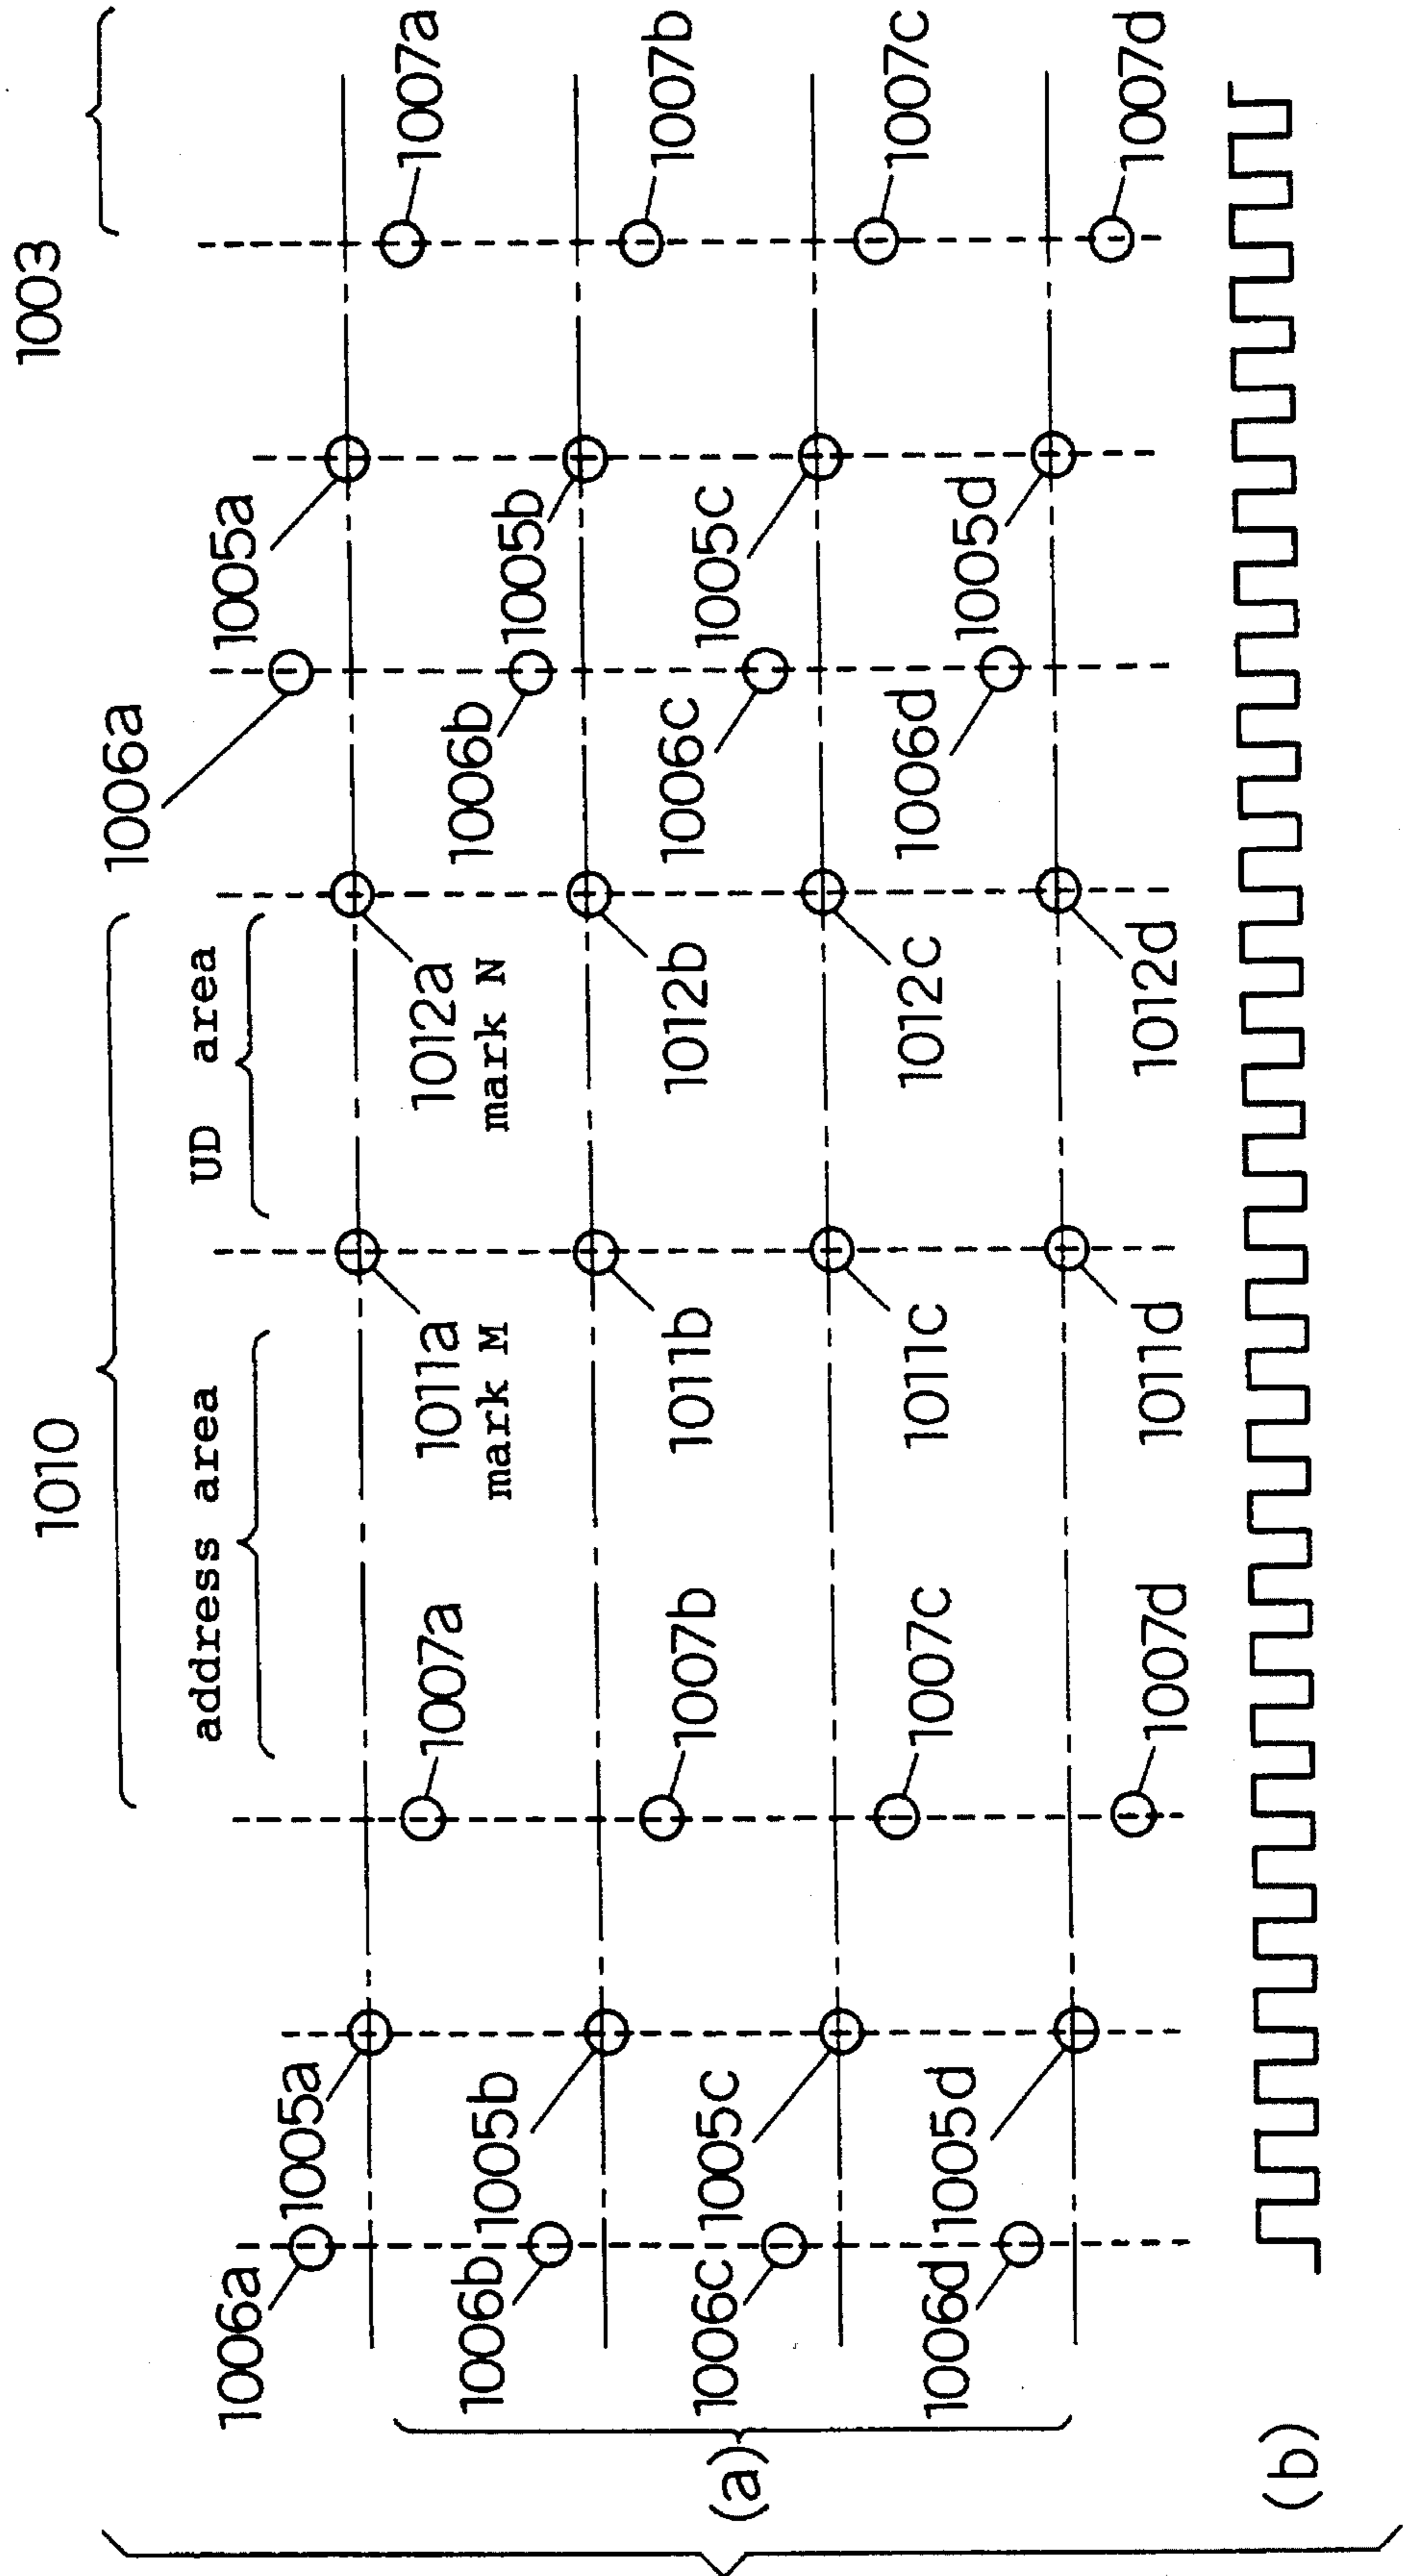 1010
1003
address area
UD area
1006a
1005a
1007a
1011a
mark M
1012a
mark N
1006a
1005a
1007a
1006b
1005b
1007b
1011b
1012b
1006b
1005b
1007b
1006c
1005c
1007c
1011c
1012c
1006c
1005c
1007c
1006d
1005d
1007d
1011d
1012d
1006d
1005d
1007d
(a)
(b)